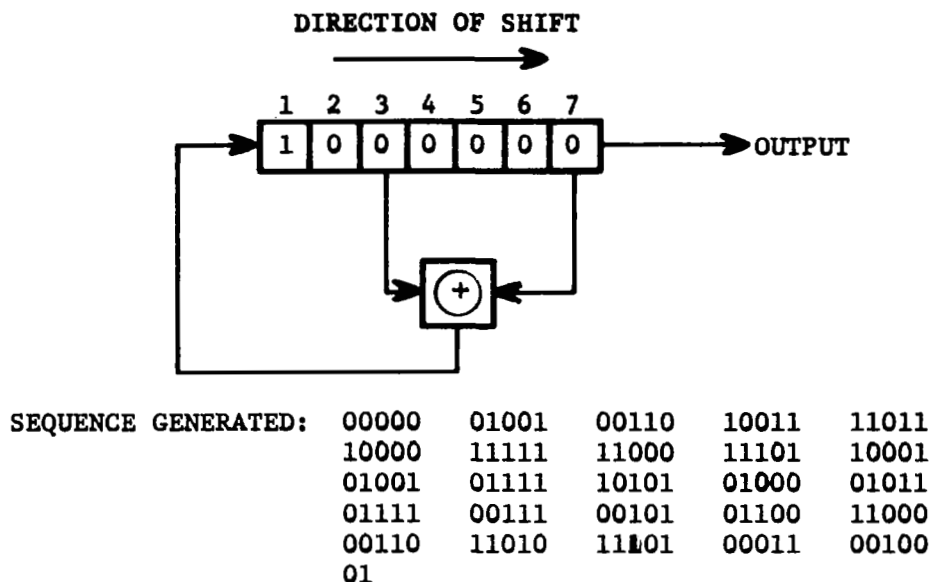 DIRECTION OF SHIFT
1 2 3 4 5 6 7
1 0 0 0 0 0 0
OUTPUT
+
SEQUENCE GENERATED: 00000 01001 00110 10011 11011
10000 11111 11000 11101 10001
01001 01111 10101 01000 01011
01111 00111 00101 01100 11000
00110 11010 11101 00011 00100
01